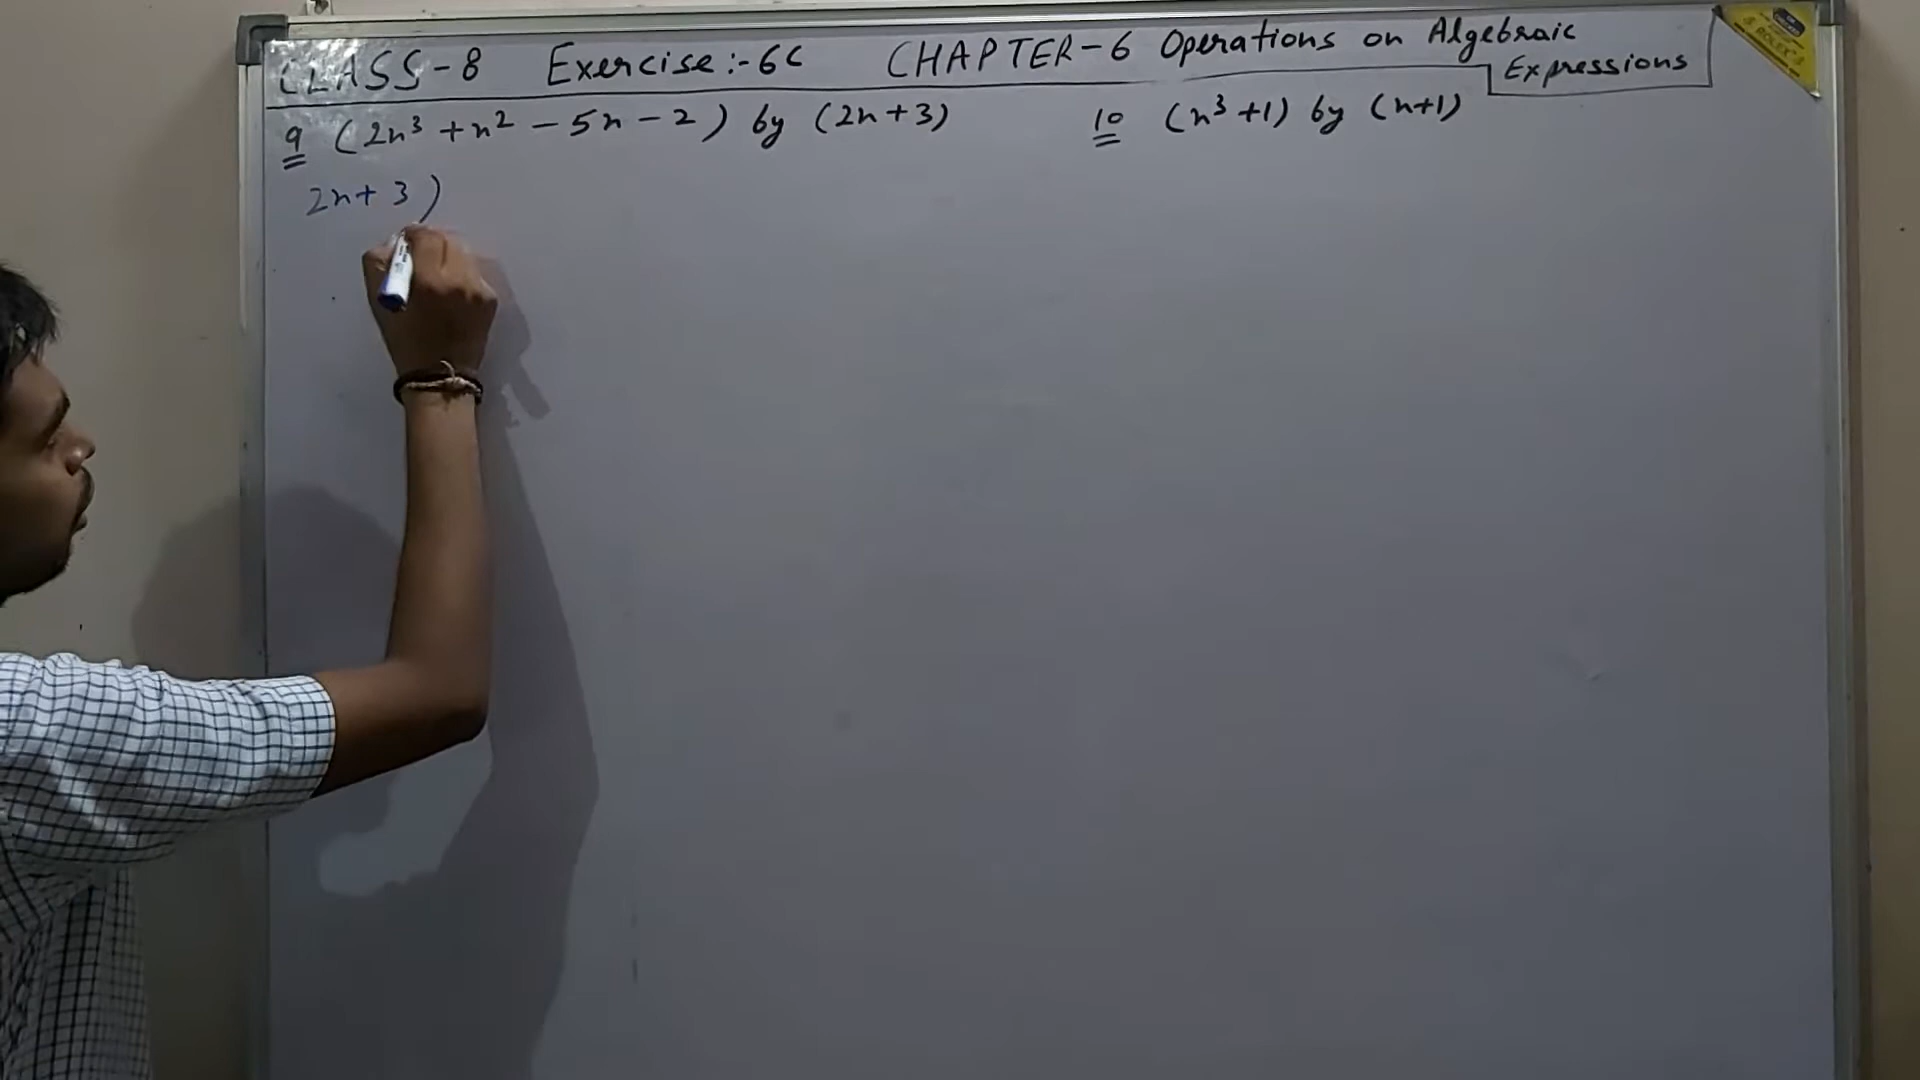 CLASS-8 Exercise:-6C CHAPTER-6 Operations on Algebraic Expressions
9 (2x³ + x² - 5x - 2) by (2x + 3)
10 (x³ + 1) by (x+1)
2x + 3 )